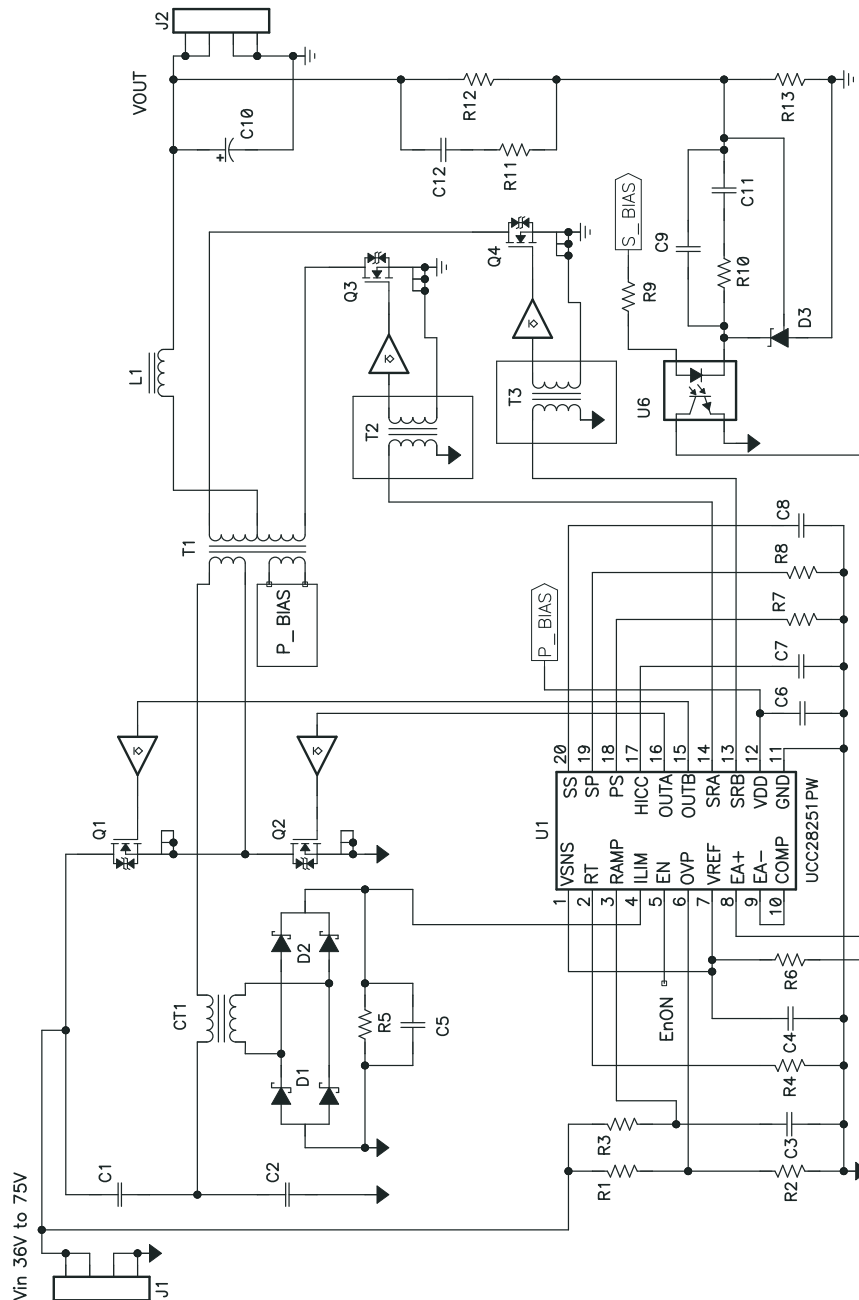 J2
VOUT
C10
R12
C12
R11
R13
S_BIAS
Q4
Q3
C9
C11
R10
R9
D3
U6
L1
T3
T2
T1
P_BIAS
C8
R8
R7
C7
C6
P_BIAS
Q1
Q2
U1
20
19
18
17
16
15
14
13
12
11
SS
SP
PS
HICC
OUTA
OUTB
SRA
SRB
VDD
GND
VSNS
RT
RAMP
ILIM
EN
OVP
VREF
EA+
EA-
COMP
1
2
3
4
5
6
7
8
9
10
UCC28251PW
D2
CT1
R5
C5
D1
EnON
R6
C4
R4
C3
R3
R1
R2
C1
C2
Vin 36V to 75V
J1